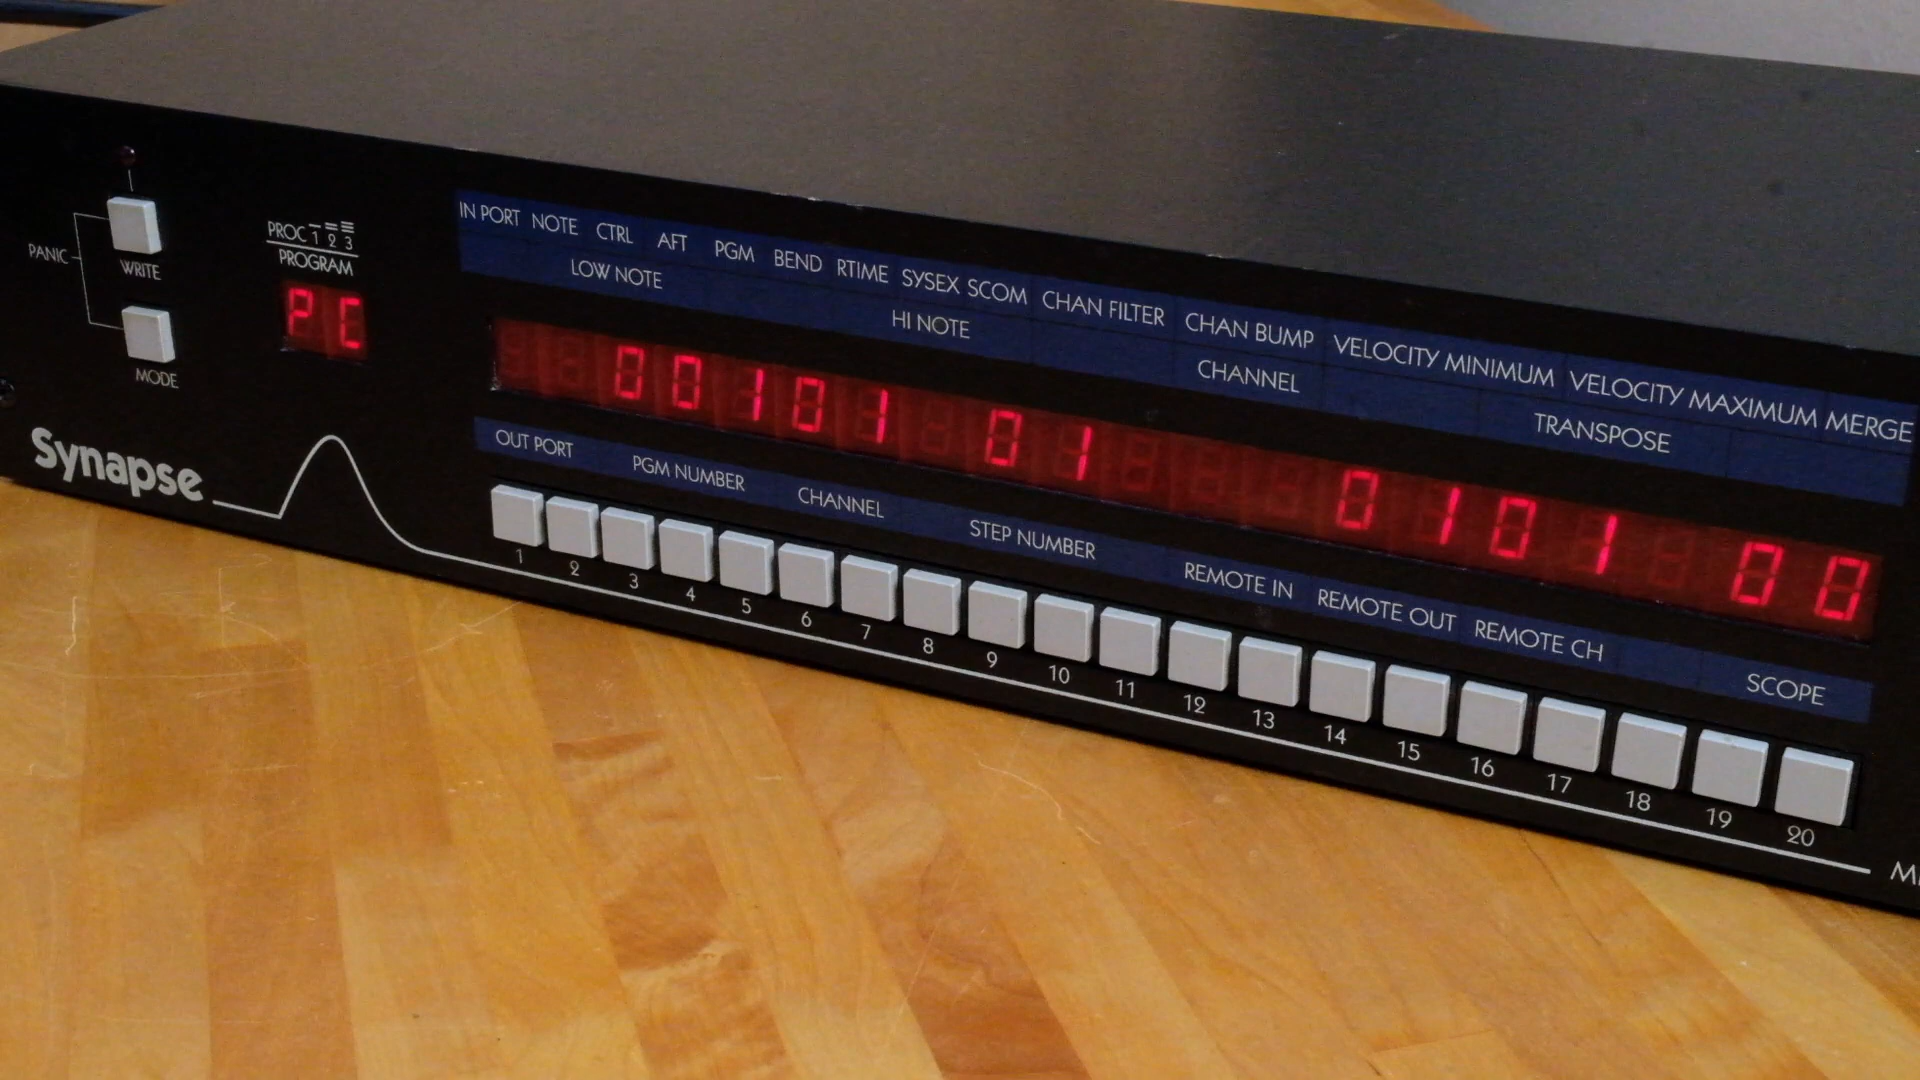 PANIC
WRITE
MODE
PROC 1 2 3
PROGRAM
PC
Synapse
IN PORT NOTE CTRL AFT PGM BEND RTIME SYSEX SCOM CHAN FILTER CHAN BUMP VELOCITY MINIMUM VELOCITY MAXIMUM MERGE
LOW NOTE HI NOTE CHANNEL TRANSPOSE
00101 01 0101 00
OUT PORT PGM NUMBER CHANNEL STEP NUMBER REMOTE IN REMOTE OUT REMOTE CH SCOPE
1 2 3 4 5 6 7 8 9 10 11 12 13 14 15 16 17 18 19 20